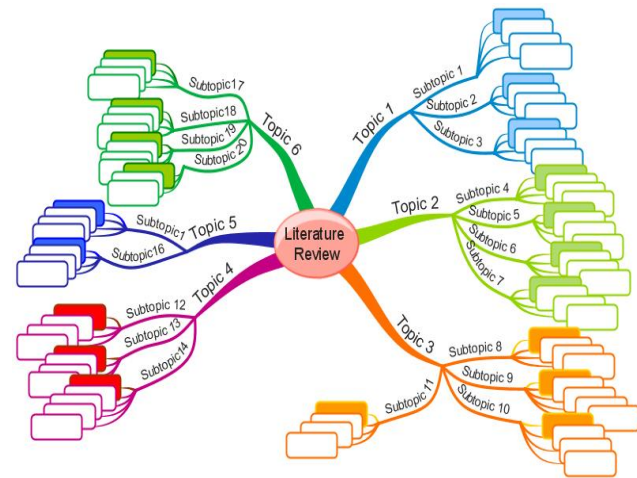 Literature
Review
Topic 1
Subtopic 1
Subtopic 2
Subtopic 3
Topic 2
Subtopic 4
Subtopic 5
Subtopic 6
Subtopic 7
Topic 3
Subtopic 8
Subtopic 9
Subtopic 10
Subtopic 11
Topic 4
Subtopic 12
Subtopic 13
Subtopic14
Topic 5
Subtopic1
Subtopic16
Topic 6
Subtopic17
Subtopic18
Subtopic 19
Subtopic 20